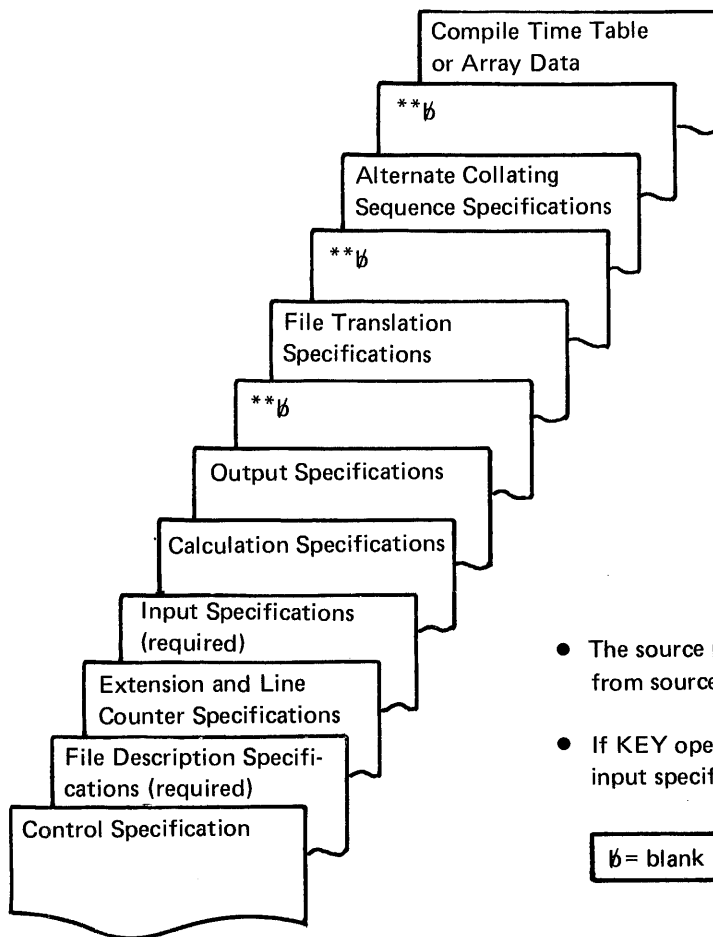 Compile Time Table
or Array Data
**ƀ
Alternate Collating
Sequence Specifications
**ƀ
File Translation
Specifications
**ƀ
Output Specifications
Calculation Specifications
Input Specifications
(required)
Extension and Line
Counter Specifications
File Description Specifi-
cations (required)
Control Specification
● The source
from source
● If KEY ope
input specif
ƀ= blank